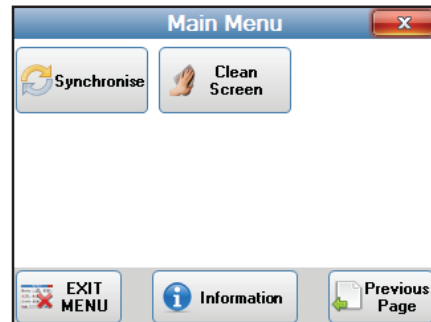 Main Menu
x
Synchronise
Clean
Screen
EXIT
MENU
Information
Previous
Page